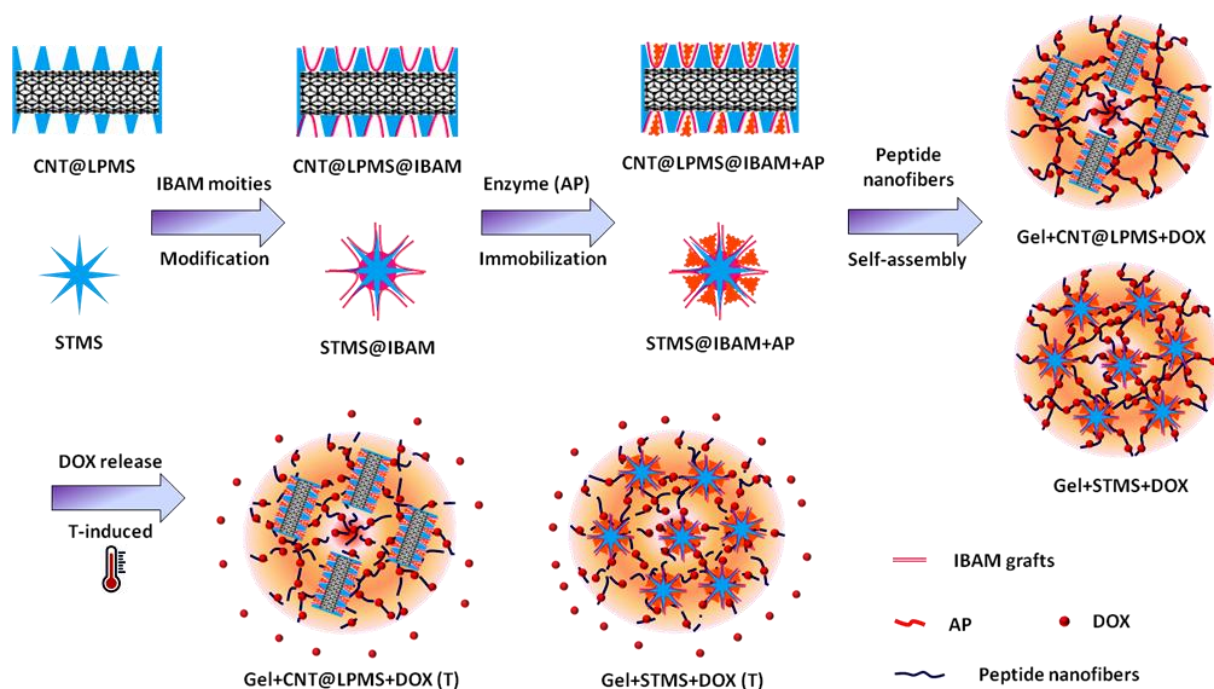 CNT@LPMS
IBAM moities
Modification
CNT@LPMS@IBAM
Enzyme (AP)
Immobilization
CNT@LPMS@IBAM+AP
Peptide
nanofibers
Self-assembly
Gel+CNT@LPMS+DOX
STMS
STMS@IBAM
STMS@IBAM+AP
Gel+STMS+DOX
DOX release
T-induced
Gel+CNT@LPMS+DOX (T)
Gel+STMS+DOX (T)
IBAM grafts
AP
DOX
Peptide nanofibers